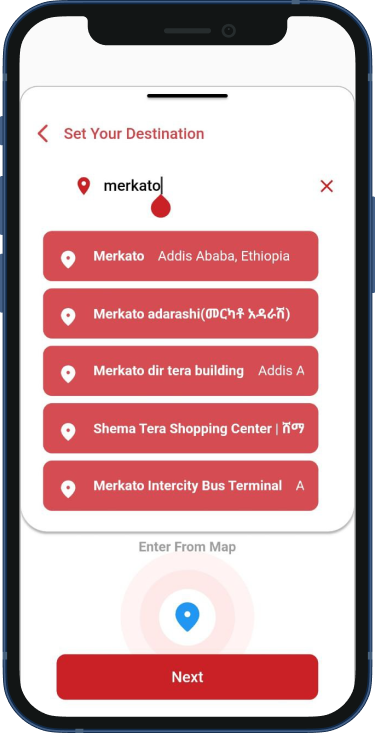 Set Your Destination
merkato
Merkato Addis Ababa, Ethiopia
Merkato adarashi(መርካቶ አዳራሽ)
Merkato dir tera building Addis A
Shema Tera Shopping Center | ሸማ
Merkato Intercity Bus Terminal A
Enter From Map
Next